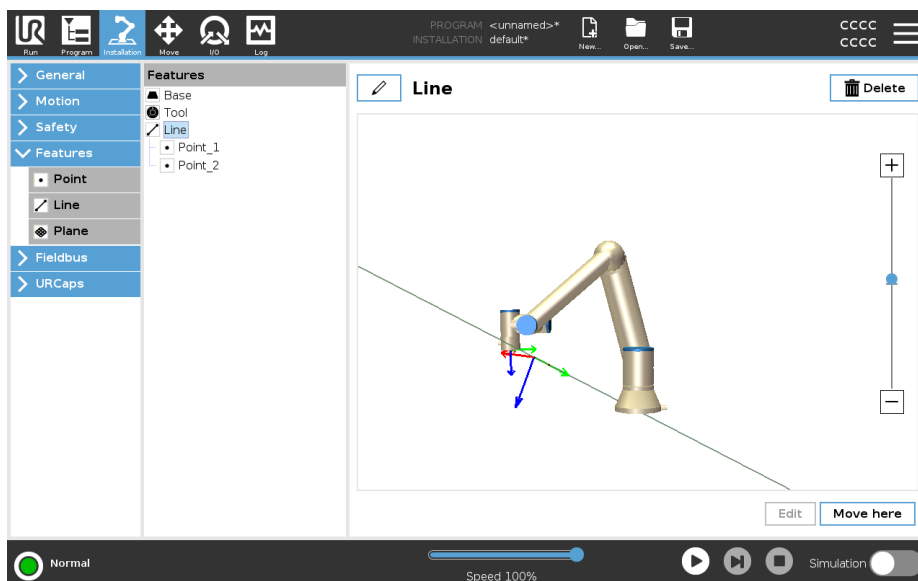 UR
Run
Program
Installation
Move
I/O
Log
PROGRAM <unnamed>*
INSTALLATION default*
New...
Open...
Save...
CCCC
CCCC
General
Motion
Safety
Features
Point
Line
Plane
Fieldbus
URCaps
Features
Base
Tool
Line
Point_1
Point_2
Line
Delete
Edit
Move here
Normal
Speed 100%
Simulation